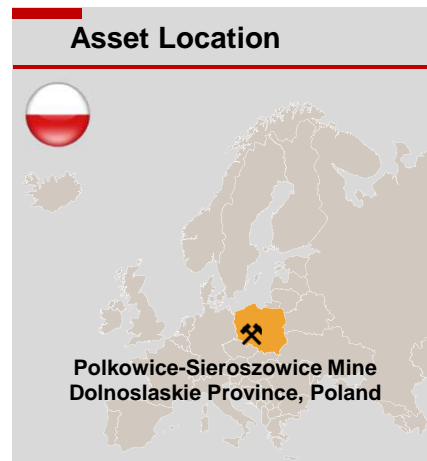 Asset Location
Polkowice-Sieroszowice Mine
Dolnoslaskie Province, Poland